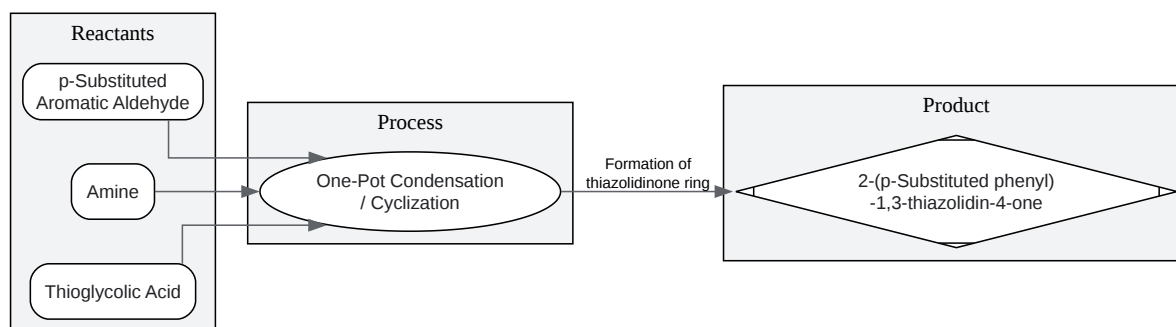 Reactants
p-Substituted
Aromatic Aldehyde
Amine
Thioglycolic Acid
Process
One-Pot Condensation
/ Cyclization
Formation of
thiazolidinone ring
Product
2-(p-Substituted phenyl)
-1,3-thiazolidin-4-one